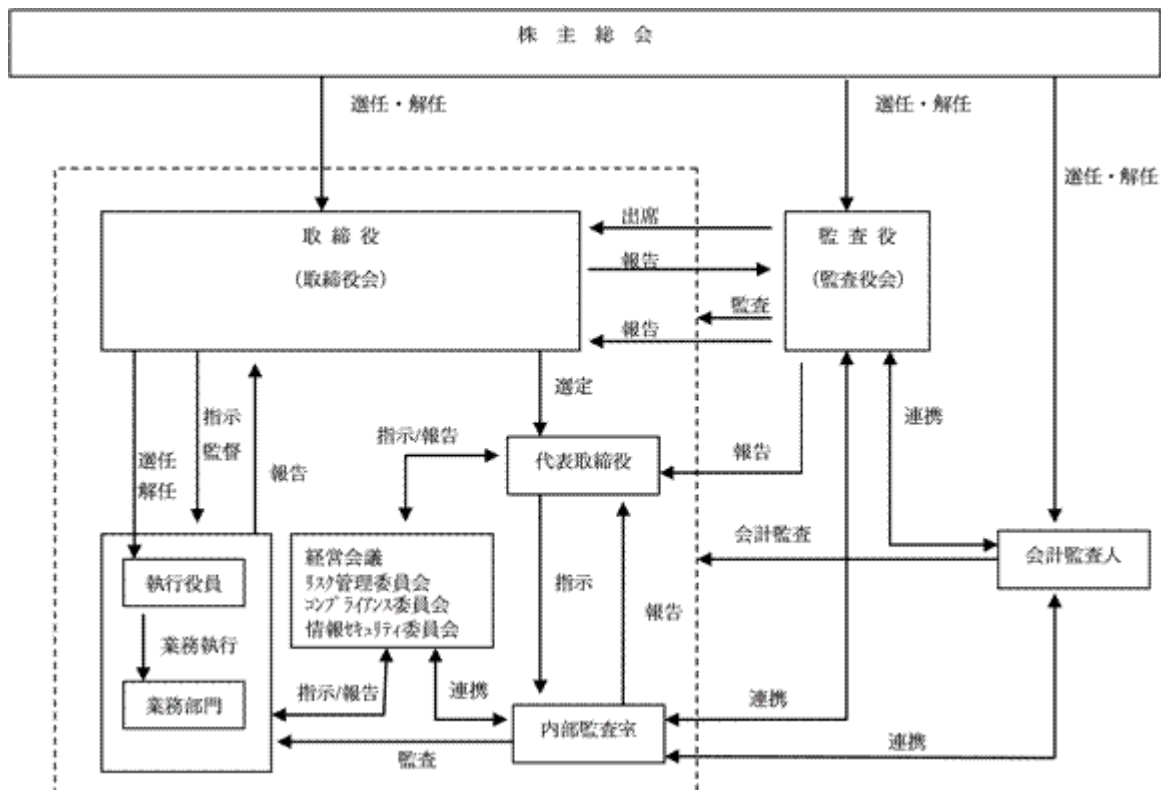 株 主 総 会
選任・解任
選任・解任
選任・解任
取 締 役
(取締役会)
出席
報告
監査
報告
監 査 役
(監査役会)
選定
指示
監督
報告
選任
解任
指示/報告
代表取締役
報告
連携
会計監査
会計監査人
執行役員
業務執行
業務部門
経営会議
ﾘｽｸ管理委員会
ｺﾝﾌﾟﾗｲｱﾝｽ委員会
情報ｾｷｭﾘﾃｨ委員会
指示
報告
指示/報告
連携
内部監査室
連携
連携
監査